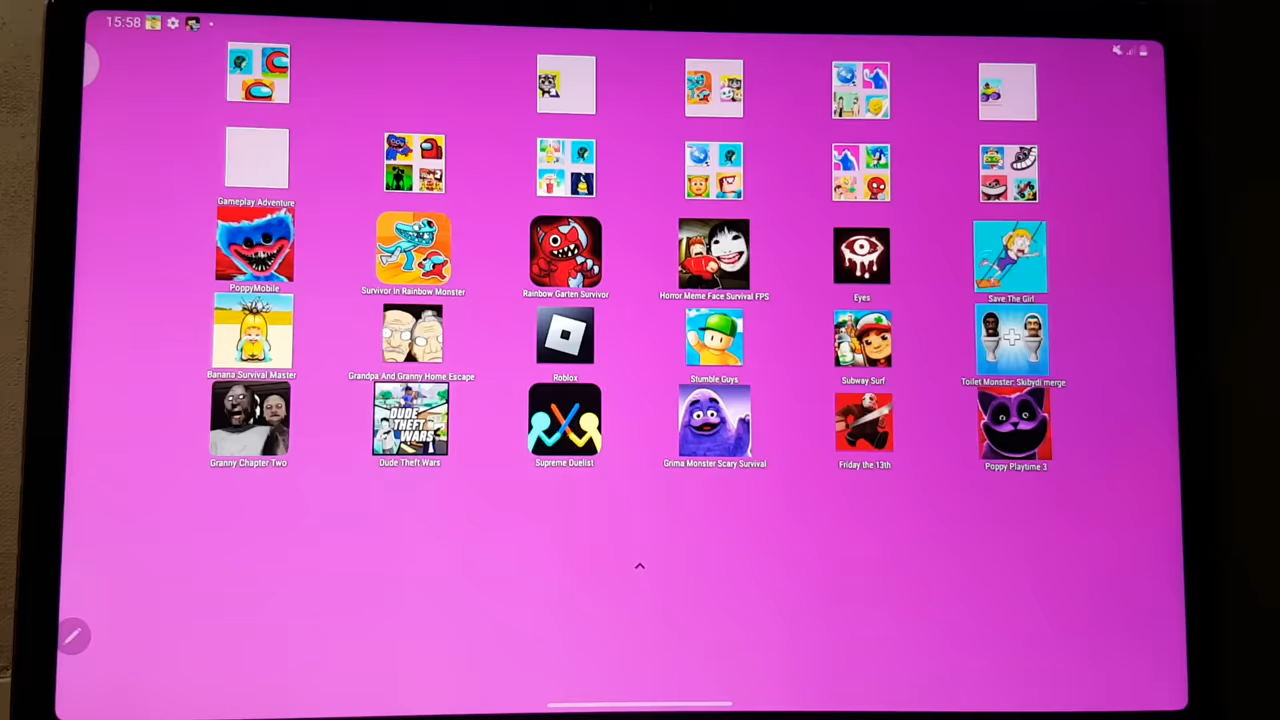 15:58
Gameplay Adventure
PoppyMobile
Survivor In Rainbow Monster
Rainbow Garten Survivor
Horror Meme Face Survival FPS
Eyes
Save The Girl
Banana Survival Master
Grandpa And Granny Home Escape
Roblox
Stumble Guys
Subway Surf
Toilet Monster: Skibydi merge
DUDE
THEFT
WARS
Granny Chapter Two
Dude Theft Wars
Supreme Duelist
Grima Monster Scary Survival
Friday the 13th
Poppy Playtime 3